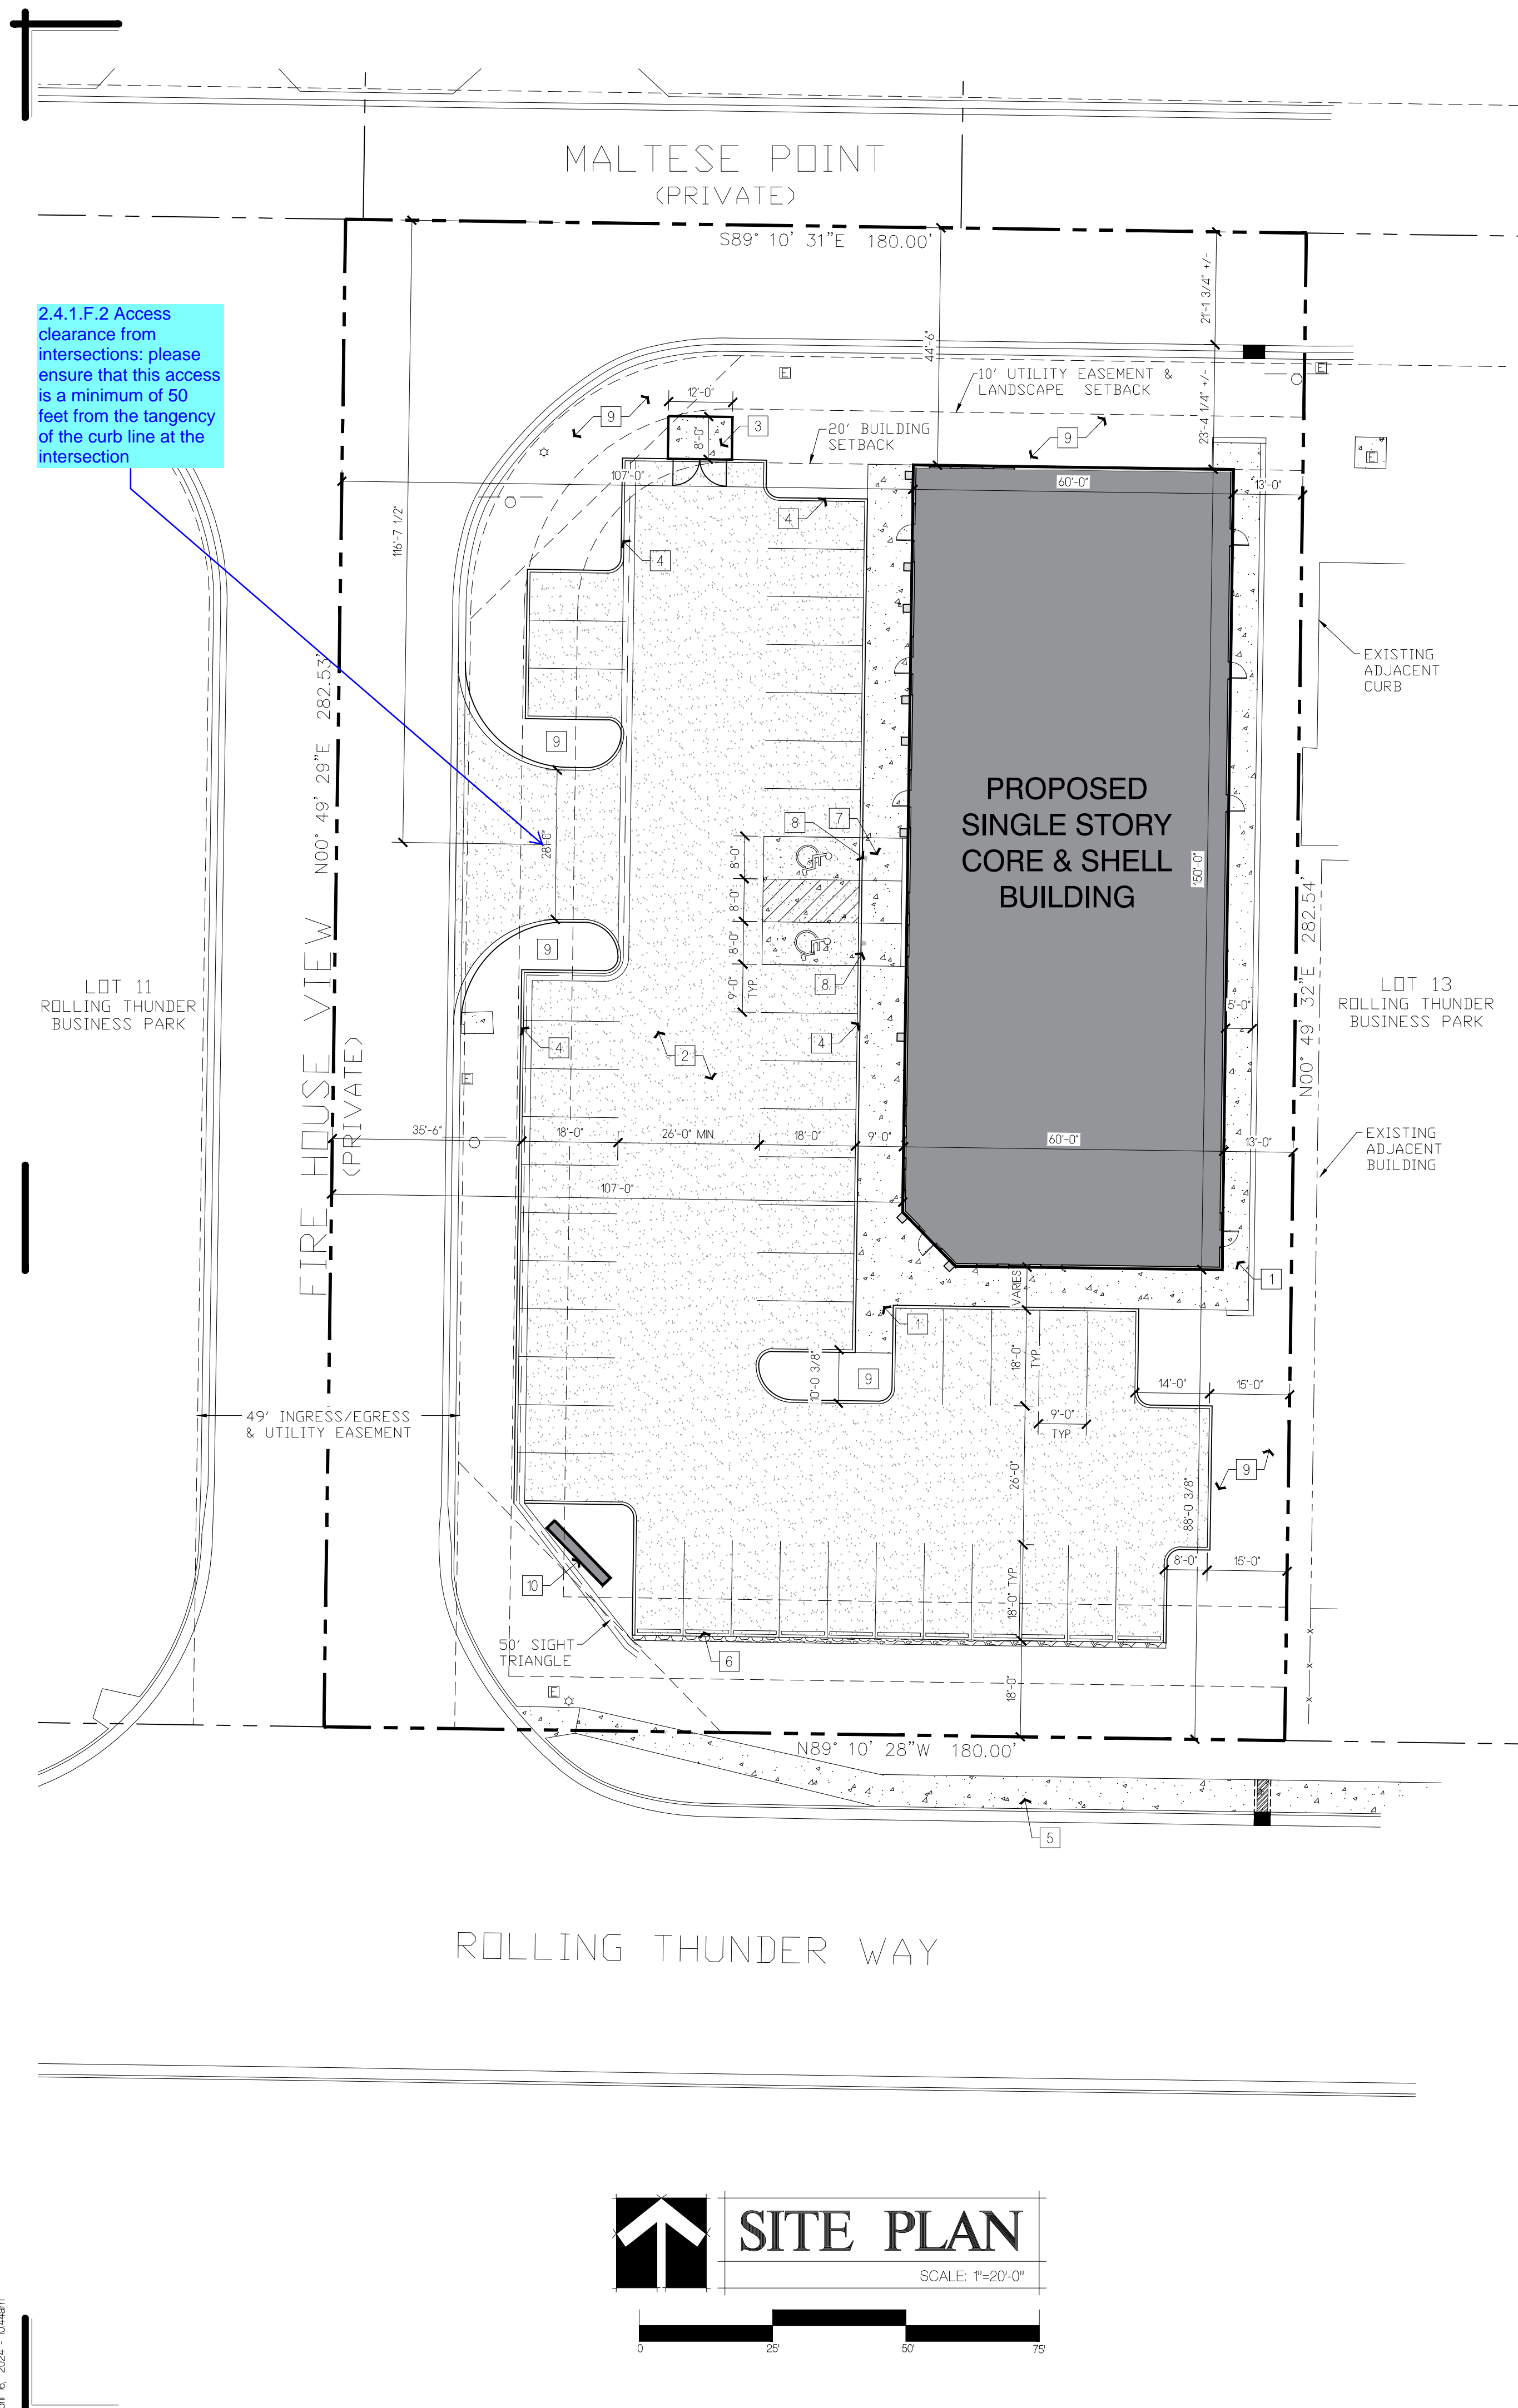 MALTESE POINT
(PRIVATE)
S89° 10' 31"E 180.00'
2.4.1.F.2 Access
clearance from
intersections: please
ensure that this access
is a minimum of 50
feet from the tangency
of the curb line at the
intersection
21'-1 3/4" +/-
44'-6"
E
E
10' UTILITY EASEMENT &
LANDSCAPE SETBACK
12'-0"
9
3
8'-0"
20' BUILDING
SETBACK
9
23'-4 1/4" +/-
E
107'-0"
60'-0"
13'-0"
116'-7 1/2"
4
4
EXISTING
ADJACENT
CURB
N00° 49' 29"E 282.53'
9
28'-0"
8
7
PROPOSED
SINGLE STORY
CORE & SHELL
BUILDING
150'-0"
8'-0"
8'-0"
8'-0"
9'-0"
TYP.
9
8
LOT 11
ROLLING THUNDER
BUSINESS PARK
FIRE HOUSE VIEW
(PRIVATE)
4
2
4
5'-0"
N00° 49' 32"E 282.54'
LOT 13
ROLLING THUNDER
BUSINESS PARK
E
35'-6"
18'-0"
26'-0" MIN.
18'-0"
9'-0"
60'-0"
13'-0"
EXISTING
ADJACENT
BUILDING
107'-0"
VARIES
1
1
10'-0 3/8"
9
18'-0"
TYP.
14'-0"
15'-0"
9'-0"
TYP.
49' INGRESS/EGRESS
& UTILITY EASEMENT
26'-0"
88'-0 3/8"
9
8'-0"
15'-0"
10
18'-0" TYP.
50' SIGHT
TRIANGLE
6
18'-0"
E
N89° 10' 28"W 180.00'
5
ROLLING THUNDER WAY
SITE PLAN
SCALE: 1"=20'-0"
0 25' 50' 75'
16, 2024 - 10:44am